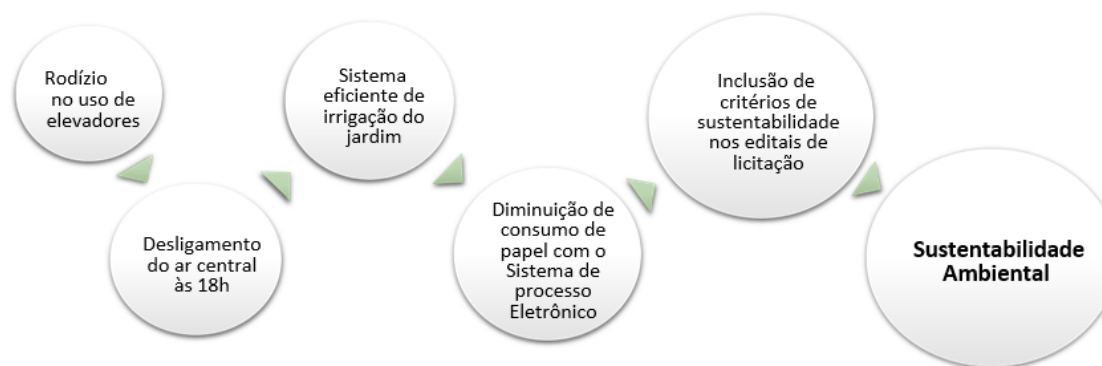 Rodízio
no uso de
elevadores
Desligamento
do ar central
às 18h
Sistema
eficiente de
irrigação do
jardim
Diminuição de
consumo de
papel com o
Sistema de
processo
Eletrônico
Inclusão de
critérios de
sustentabilidade
nos editais de
licitação
Sustentabilidade
Ambiental